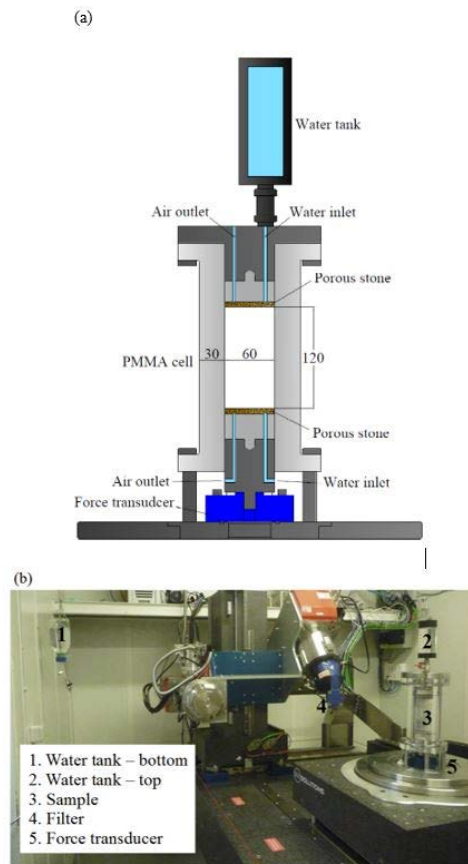 (a)
Water tank
Air outlet
Water inlet
Porous stone
30
60
120
PMMA cell
Porous stone
Air outlet
Water inlet
Force transudcer
(b)
1
2
3
4
5
1. Water tank – bottom
2. Water tank – top
3. Sample
4. Filter
5. Force transducer